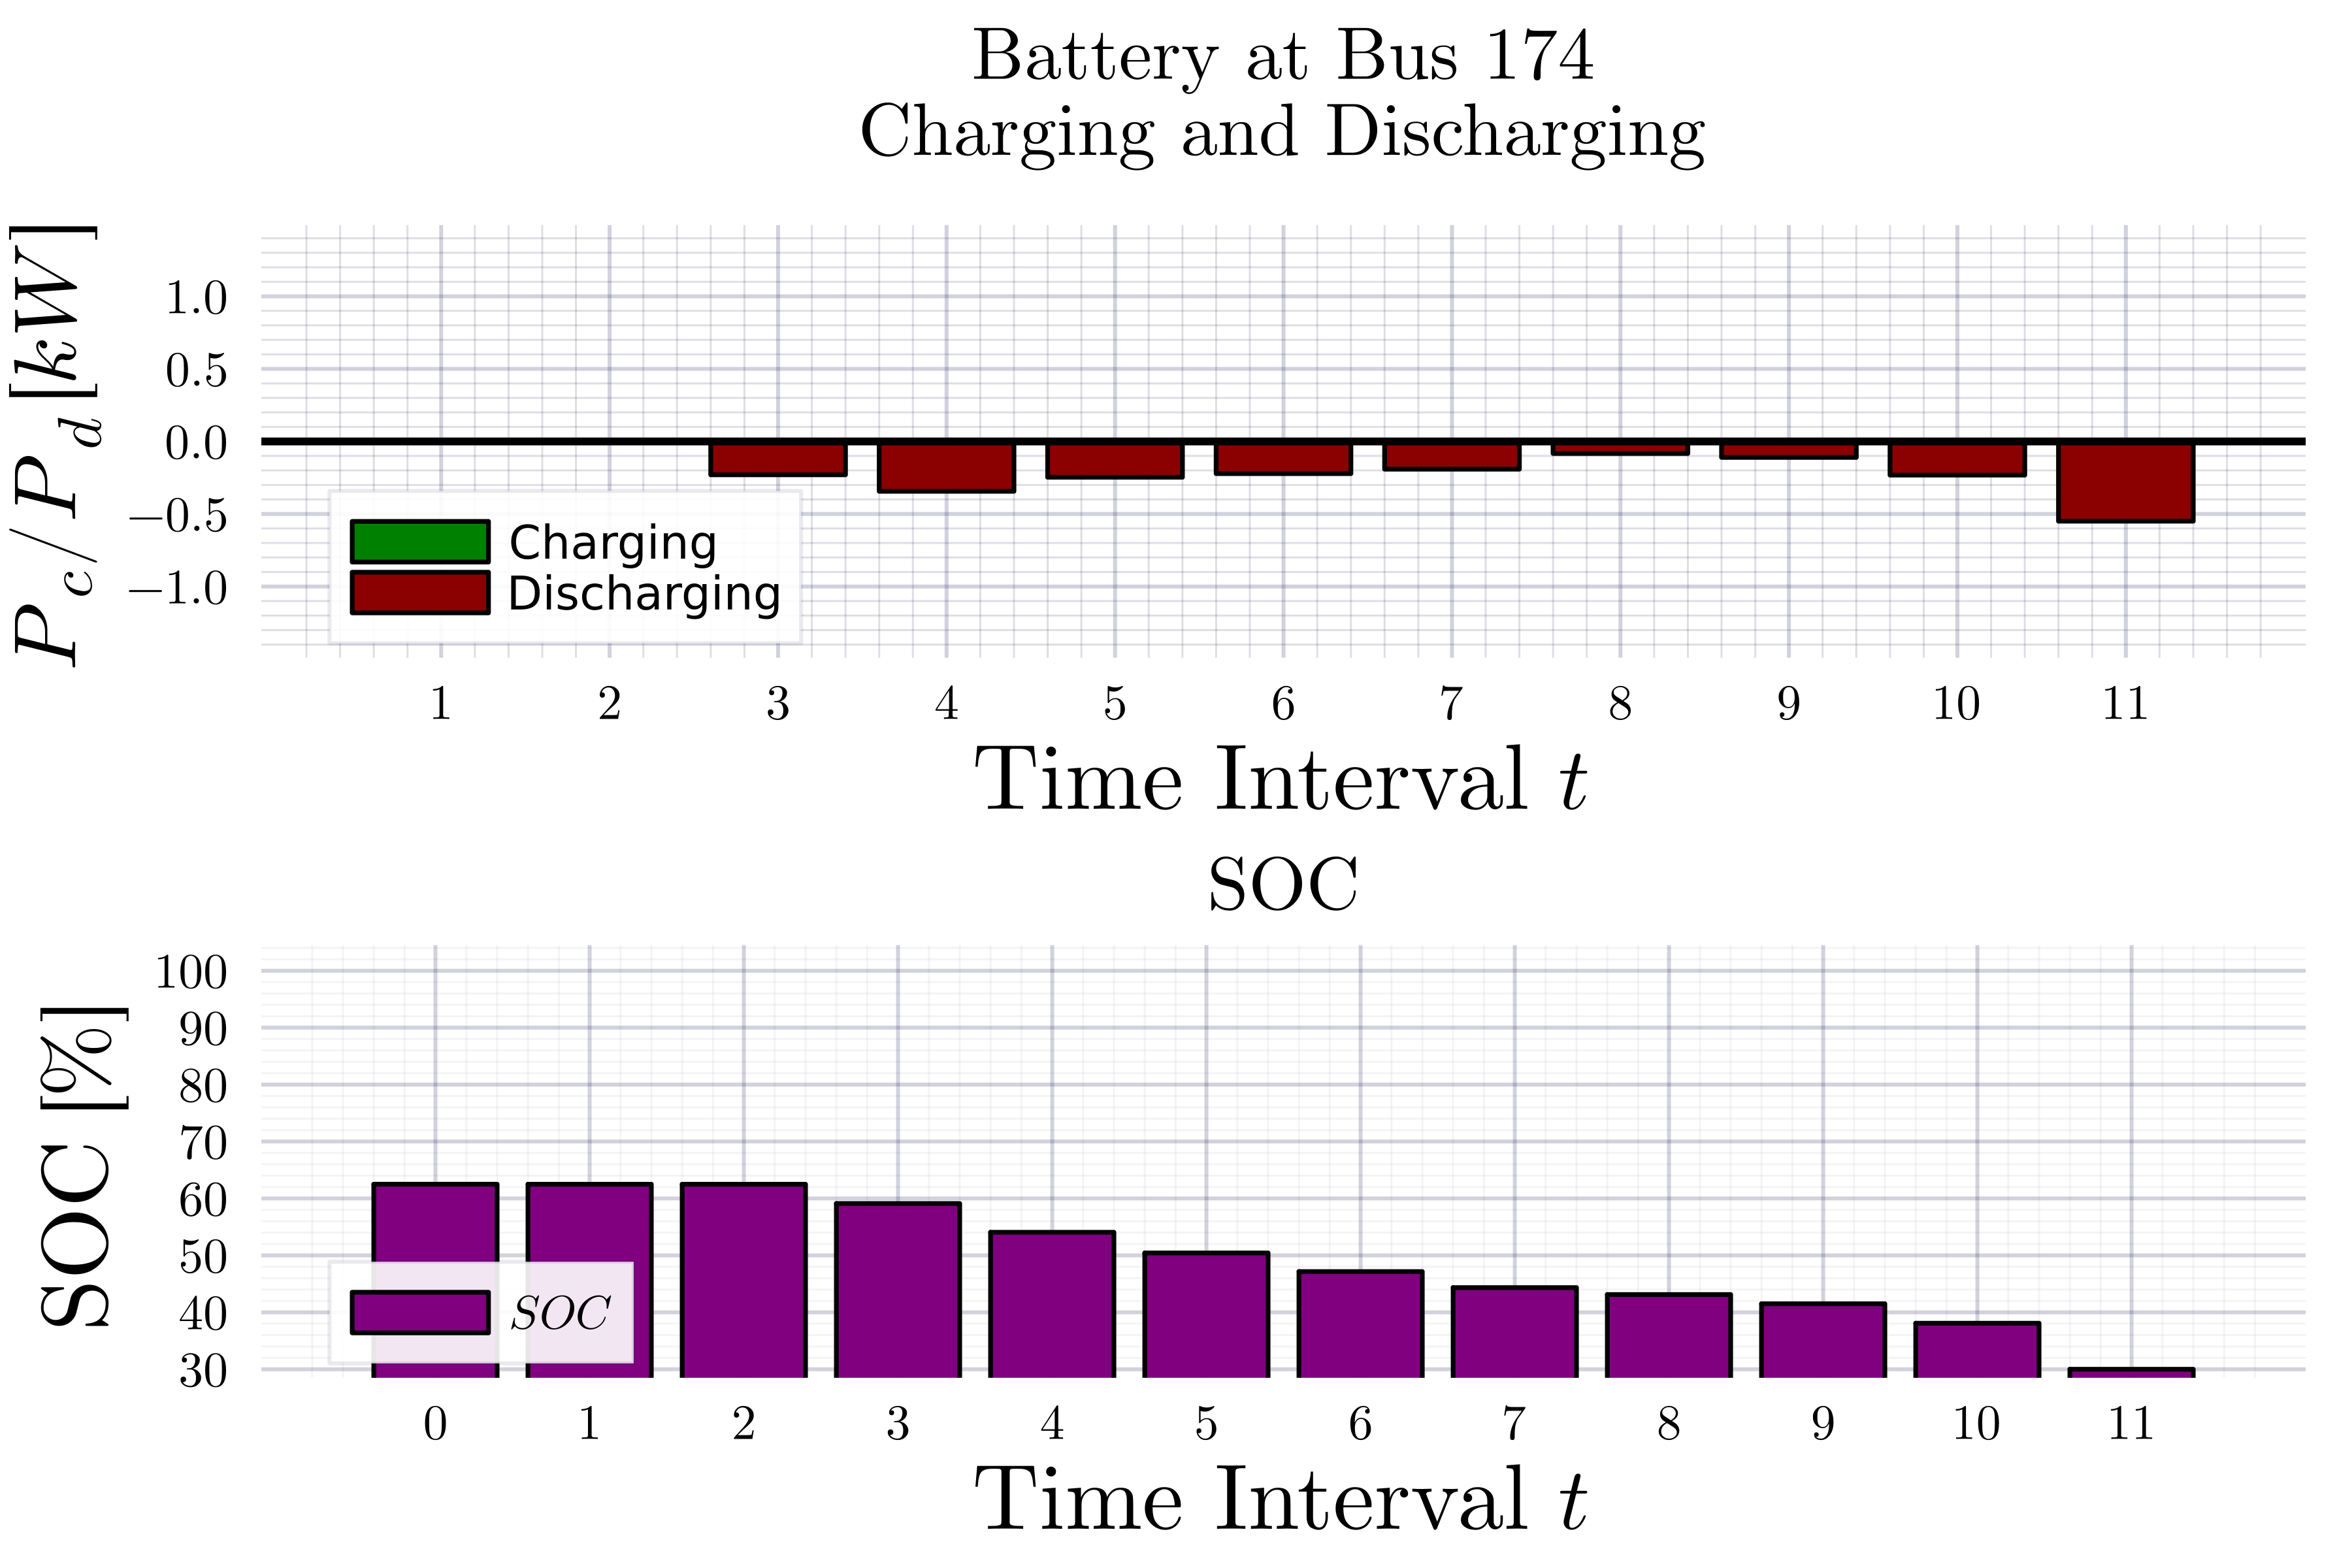 Battery at Bus 174
Charging and Discharging
P_c/P_d [kW]
1.0
0.5
0.0
−0.5
−1.0
Charging
Discharging
1 2 3 4 5 6 7 8 9 10 11
Time Interval t
SOC
SOC [%]
100
90
80
70
60
50
40
30
SOC
0 1 2 3 4 5 6 7 8 9 10 11
Time Interval t